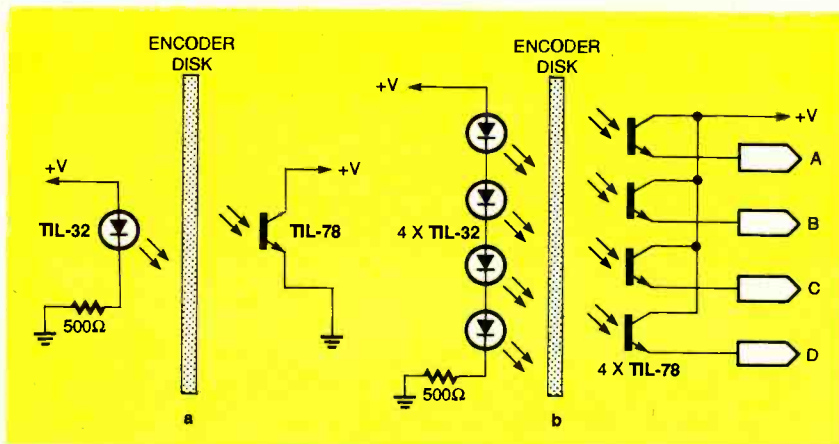 ENCODER
DISK
+V
TIL-32
500Ω
+V
TIL-78
a
ENCODER
DISK
+V
4 X TIL-32
500Ω
+V
A
B
C
D
4 X TIL-78
b